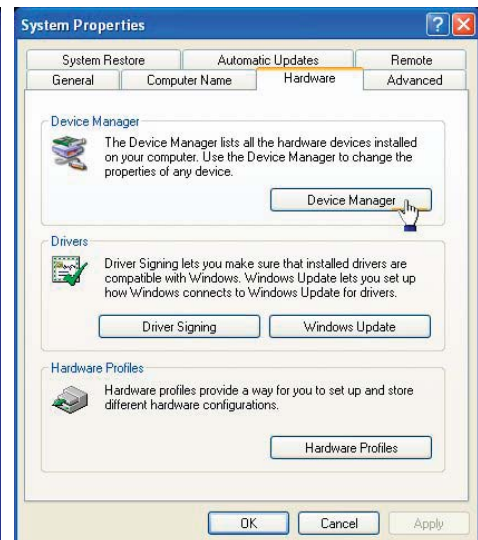 System Properties
System Restore
Automatic Updates
Remote
General
Computer Name
Hardware
Advanced
Device Manager
The Device Manager lists all the hardware devices installed
on your computer. Use the Device Manager to change the
properties of any device.
Device Manager
Drivers
Driver Signing lets you make sure that installed drivers are
compatible with Windows. Windows Update lets you set up
how Windows connects to Windows Update for drivers.
Driver Signing
Windows Update
Hardware Profiles
Hardware profiles provide a way for you to set up and store
different hardware configurations.
Hardware Profiles
OK
Cancel
Apply